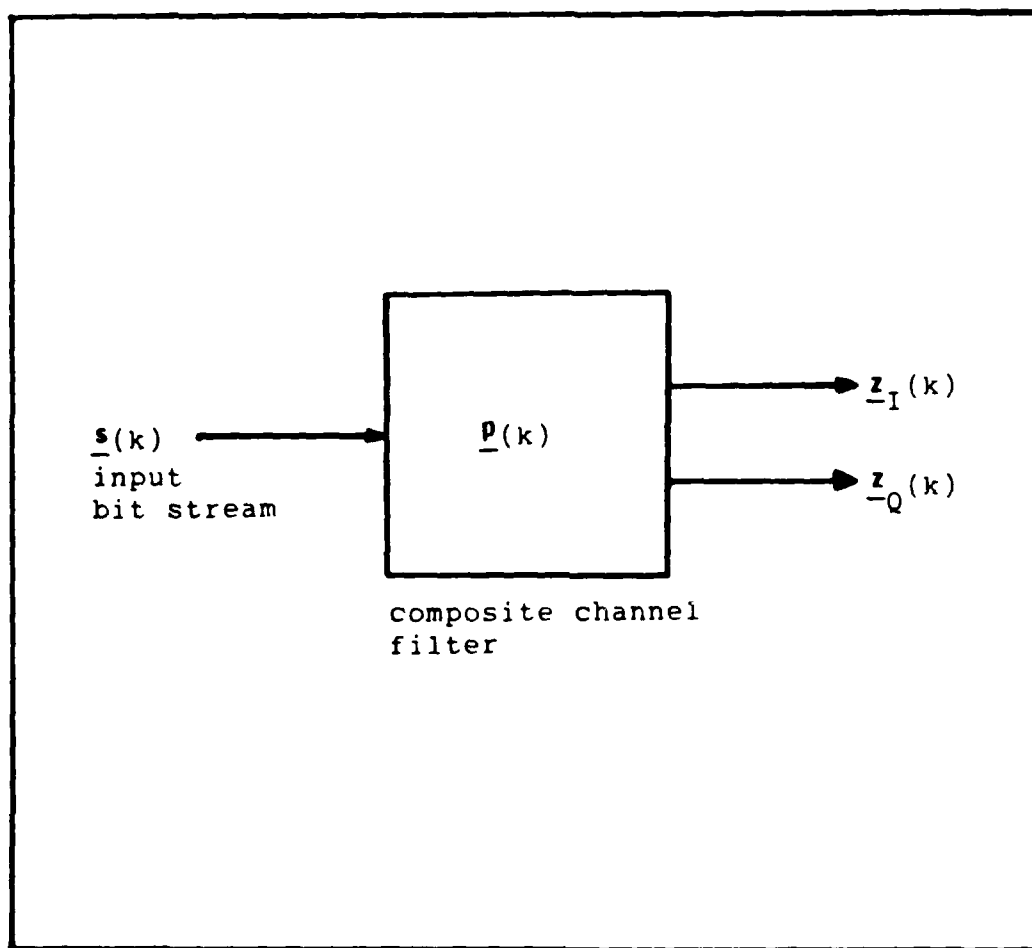 s(k)
input
bit stream
p(k)
z_I(k)
z_Q(k)
composite channel
filter